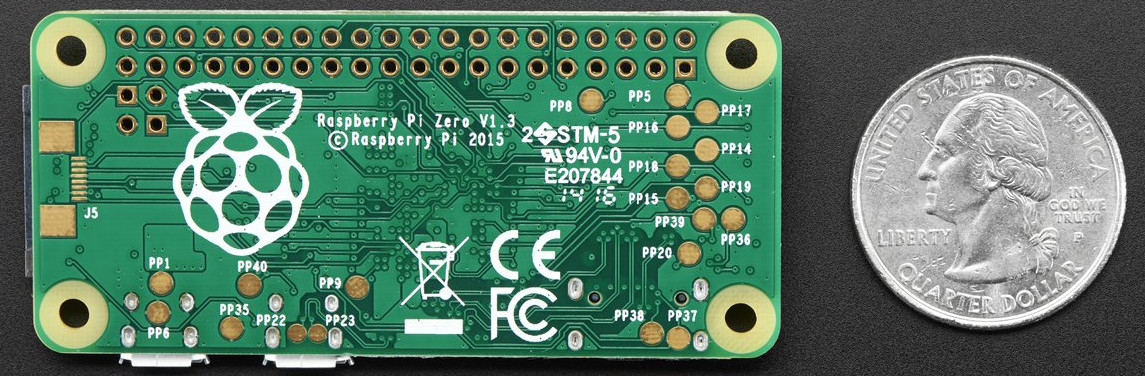 Raspberry Pi Zero V1.3
©Raspberry Pi 2015
2 STM-5
94V-0
E207844
1416
PP8
PP5
PP17
PP16
PP14
PP18
PP19
PP15
PP39
PP36
PP20
J5
PP1
PP40
PP9
PP35
PP6
PP22
PP23
PP38
PP37
CE
FC
UNITED STATES OF AMERICA
LIBERTY
IN
GOD WE
TRUST
P
QUARTER DOLLAR